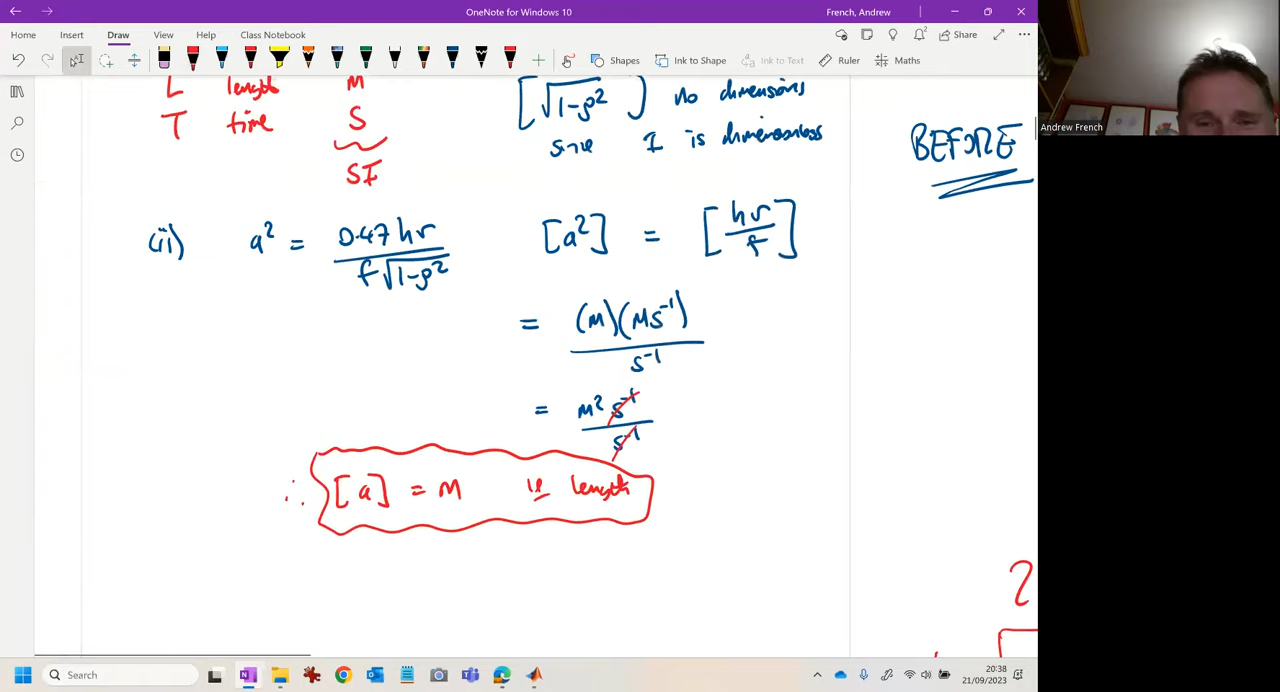 OneNote for Windows 10
French, Andrew
Home Insert Draw View Help Class Notebook
Share
Shapes Ink to Shape Ink to Text Ruler Maths
L length M
T time S
SI
[√1-ρ²] no dimensions
since 1 is dimensionless
BEFORE
Andrew French
(ii) a² = 0.47hr / f√1-ρ² [a²] = [hr / f]
= (M)(MS⁻¹) / S⁻¹
= M² S⁻¹ / S⁻¹
∴ [a] = M ie length
2
Search
20:38
21/09/2023